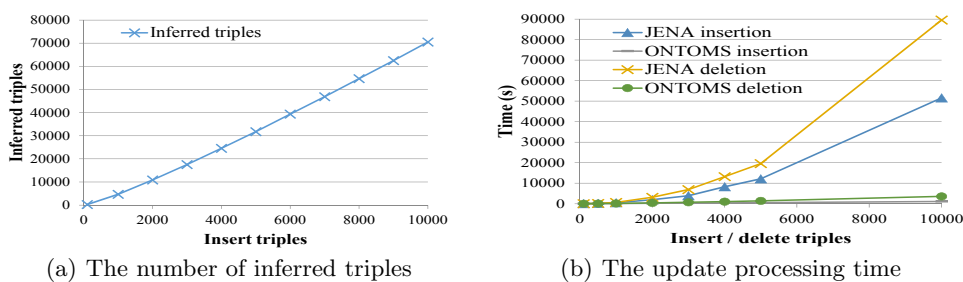 80000
70000
60000
50000
40000
30000
20000
10000
0
Inferred triples
Inferred triples
0 2000 4000 6000 8000 10000
Insert triples
(a) The number of inferred triples
90000
80000
70000
60000
50000
40000
30000
20000
10000
0
Time (s)
JENA insertion
ONTOMS insertion
JENA deletion
ONTOMS deletion
0 2000 4000 6000 8000 10000
Insert / delete triples
(b) The update processing time